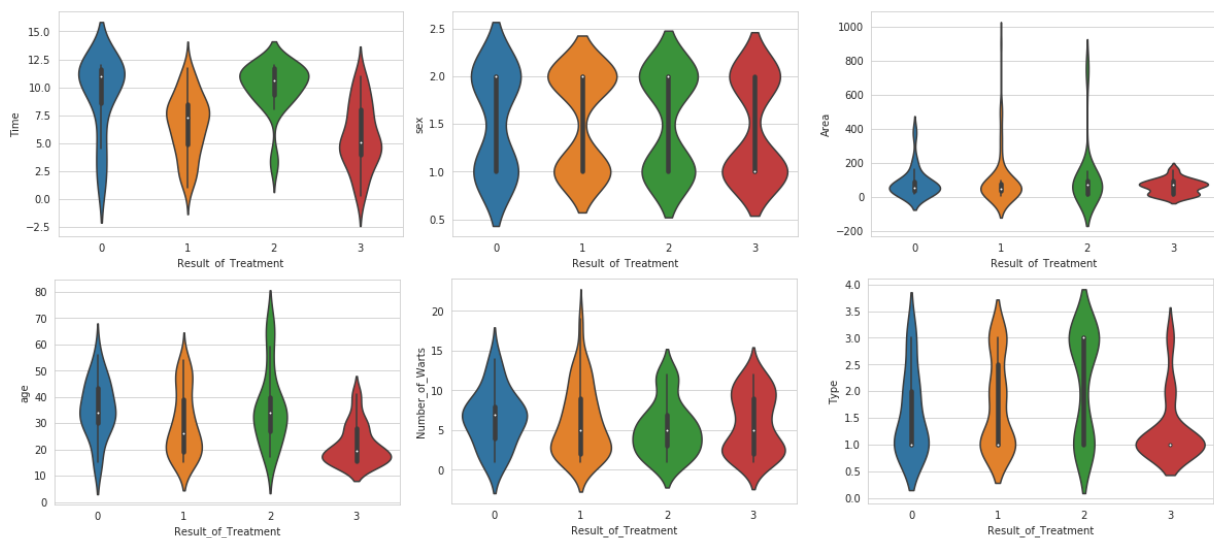 15.0
12.5
10.0
7.5
5.0
2.5
0.0
−2.5
Time
0 1 2 3
Result_of_Treatment
2.5
2.0
1.5
1.0
0.5
sex
0 1 2 3
Result_of_Treatment
1000
800
600
400
200
0
−200
Area
0 1 2 3
Result_of_Treatment
80
70
60
50
40
30
20
10
0
age
0 1 2 3
Result_of_Treatment
20
15
10
5
0
Number_of_Warts
0 1 2 3
Result_of_Treatment
4.0
3.5
3.0
2.5
2.0
1.5
1.0
0.5
0.0
Type
0 1 2 3
Result_of_Treatment